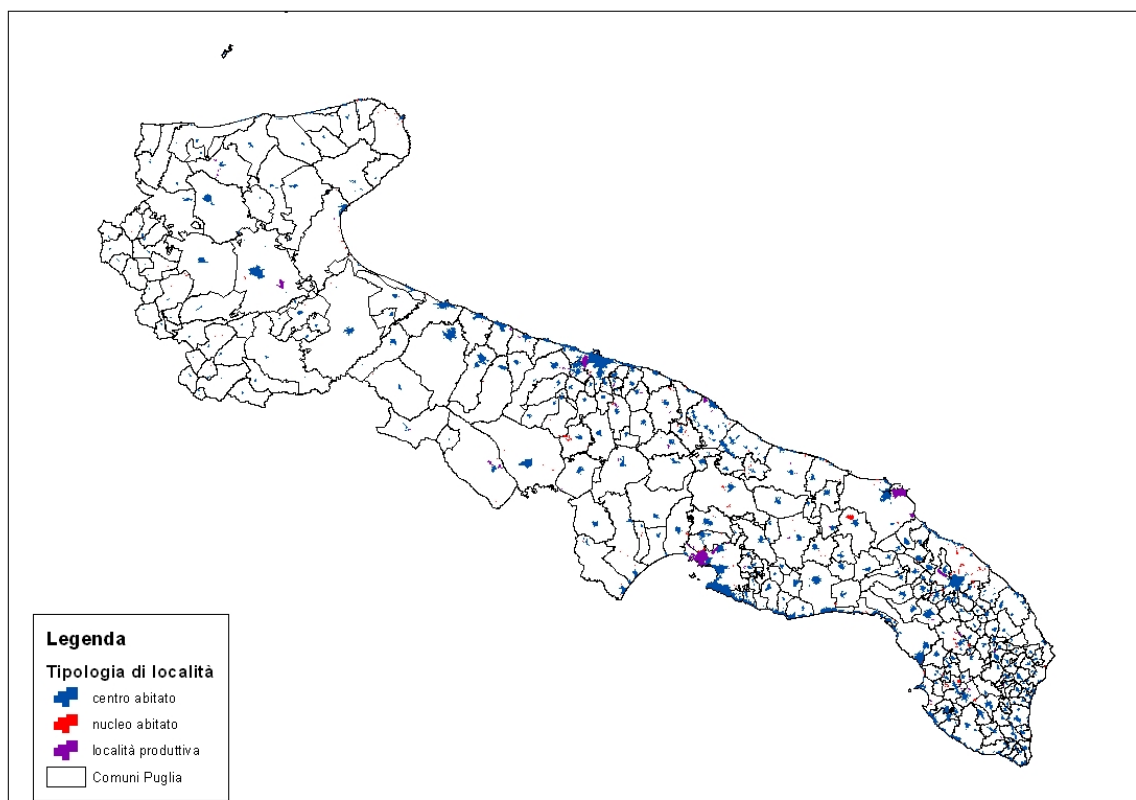 Legenda
Tipologia di località
centro abitato
nucleo abitato
località produttiva
Comuni Puglia